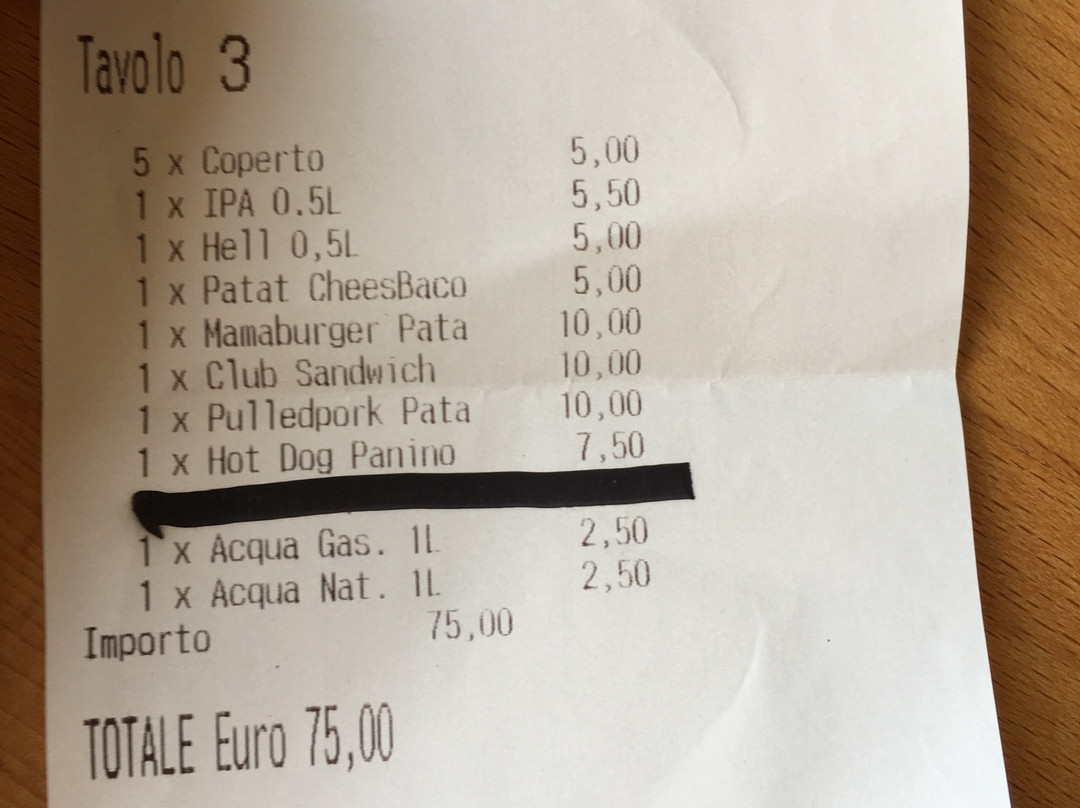 Tavolo 3
5 x Coperto 5,00
1 x IPA 0.5L 5,50
1 x Hell 0,5L 5,00
1 x Patat CheesBaco 5,00
1 x Mamaburger Pata 10,00
1 x Club Sandwich 10,00
1 x Pulledpork Pata 10,00
1 x Hot Dog Panino 7,50
1 x Acqua Gas. 1L 2,50
1 x Acqua Nat. 1L 2,50
Importo 75,00
TOTALE Euro 75,00